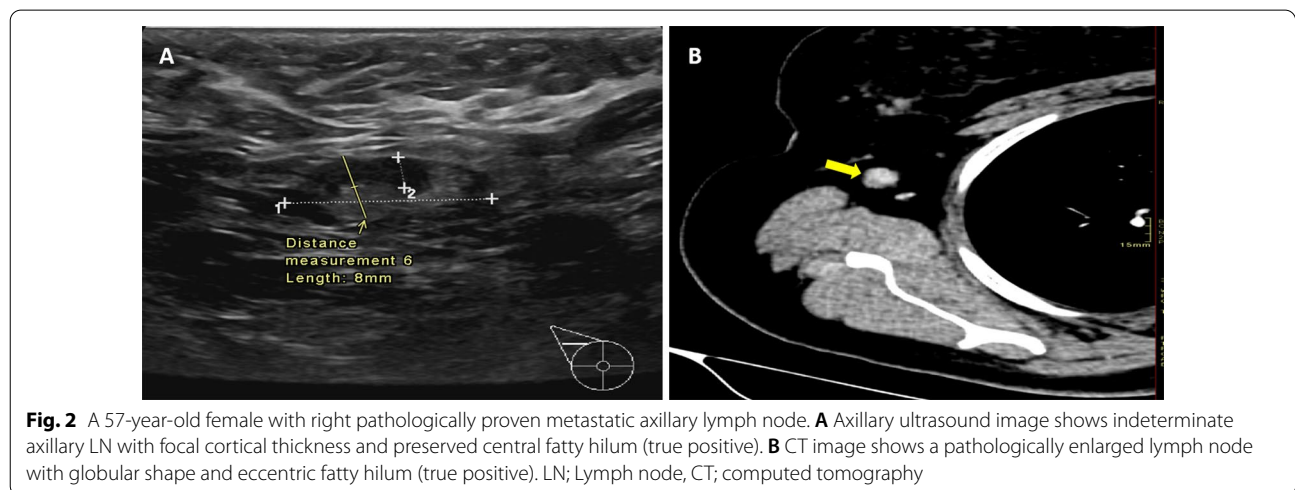 A
1
2
Distance
measurement 6
Length: 8mm
B
15mm
Fig. 2 A 57-year-old female with right pathologically proven metastatic axillary lymph node. A Axillary ultrasound image shows indeterminate
axillary LN with focal cortical thickness and preserved central fatty hilum (true positive). B CT image shows a pathologically enlarged lymph node
with globular shape and eccentric fatty hilum (true positive). LN; Lymph node, CT; computed tomography